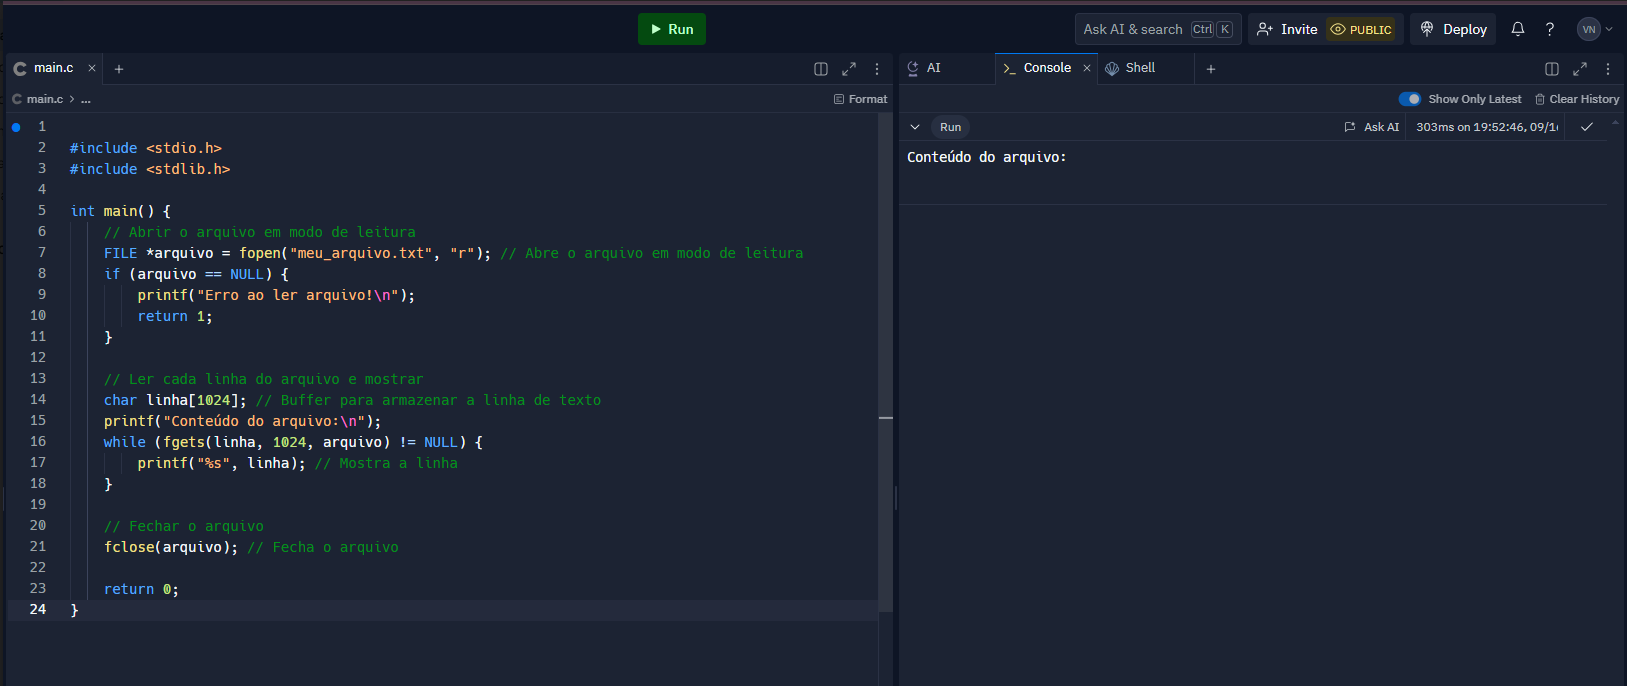 Run
Ask AI & search Ctrl K
Invite PUBLIC
Deploy
?
VN
main.c × +
AI
Console ×
Shell
+
main.c > ...
Format
Show Only Latest
Clear History
1
2 #include <stdio.h>
3 #include <stdlib.h>
4
5 int main() {
6 // Abrir o arquivo em modo de leitura
7 FILE *arquivo = fopen("meu_arquivo.txt", "r"); // Abre o arquivo em modo de leitura
8 if (arquivo == NULL) {
9 printf("Erro ao ler arquivo!\n");
10 return 1;
11 }
12
13 // Ler cada linha do arquivo e mostrar
14 char linha[1024]; // Buffer para armazenar a linha de texto
15 printf("Conteúdo do arquivo:\n");
16 while (fgets(linha, 1024, arquivo) != NULL) {
17 printf("%s", linha); // Mostra a linha
18 }
19
20 // Fechar o arquivo
21 fclose(arquivo); // Fecha o arquivo
22
23 return 0;
24 }
Run
Ask AI
303ms on 19:52:46, 09/1
Conteúdo do arquivo: